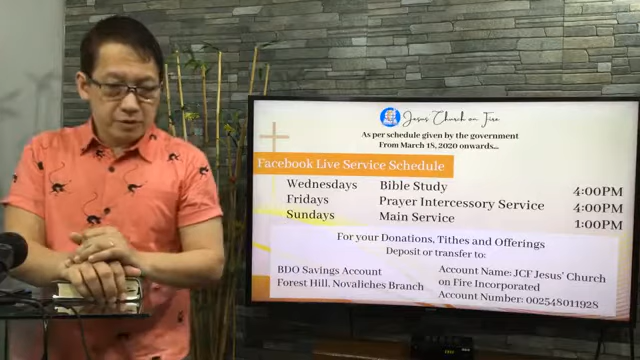 Jesus Church on Fire
As per schedule given by the government
From March 18, 2020 onwards...
Facebook Live Service Schedule
Wednesdays Bible Study 4:00PM
Fridays Prayer Intercessory Service 4:00PM
Sundays Main Service 1:00PM
For your Donations, Tithes and Offerings
Deposit or transfer to:
BDO Savings Account
Forest Hill, Novaliches Branch
Account Name: JCF Jesus' Church
on Fire Incorporated
Account Number: 002548011928